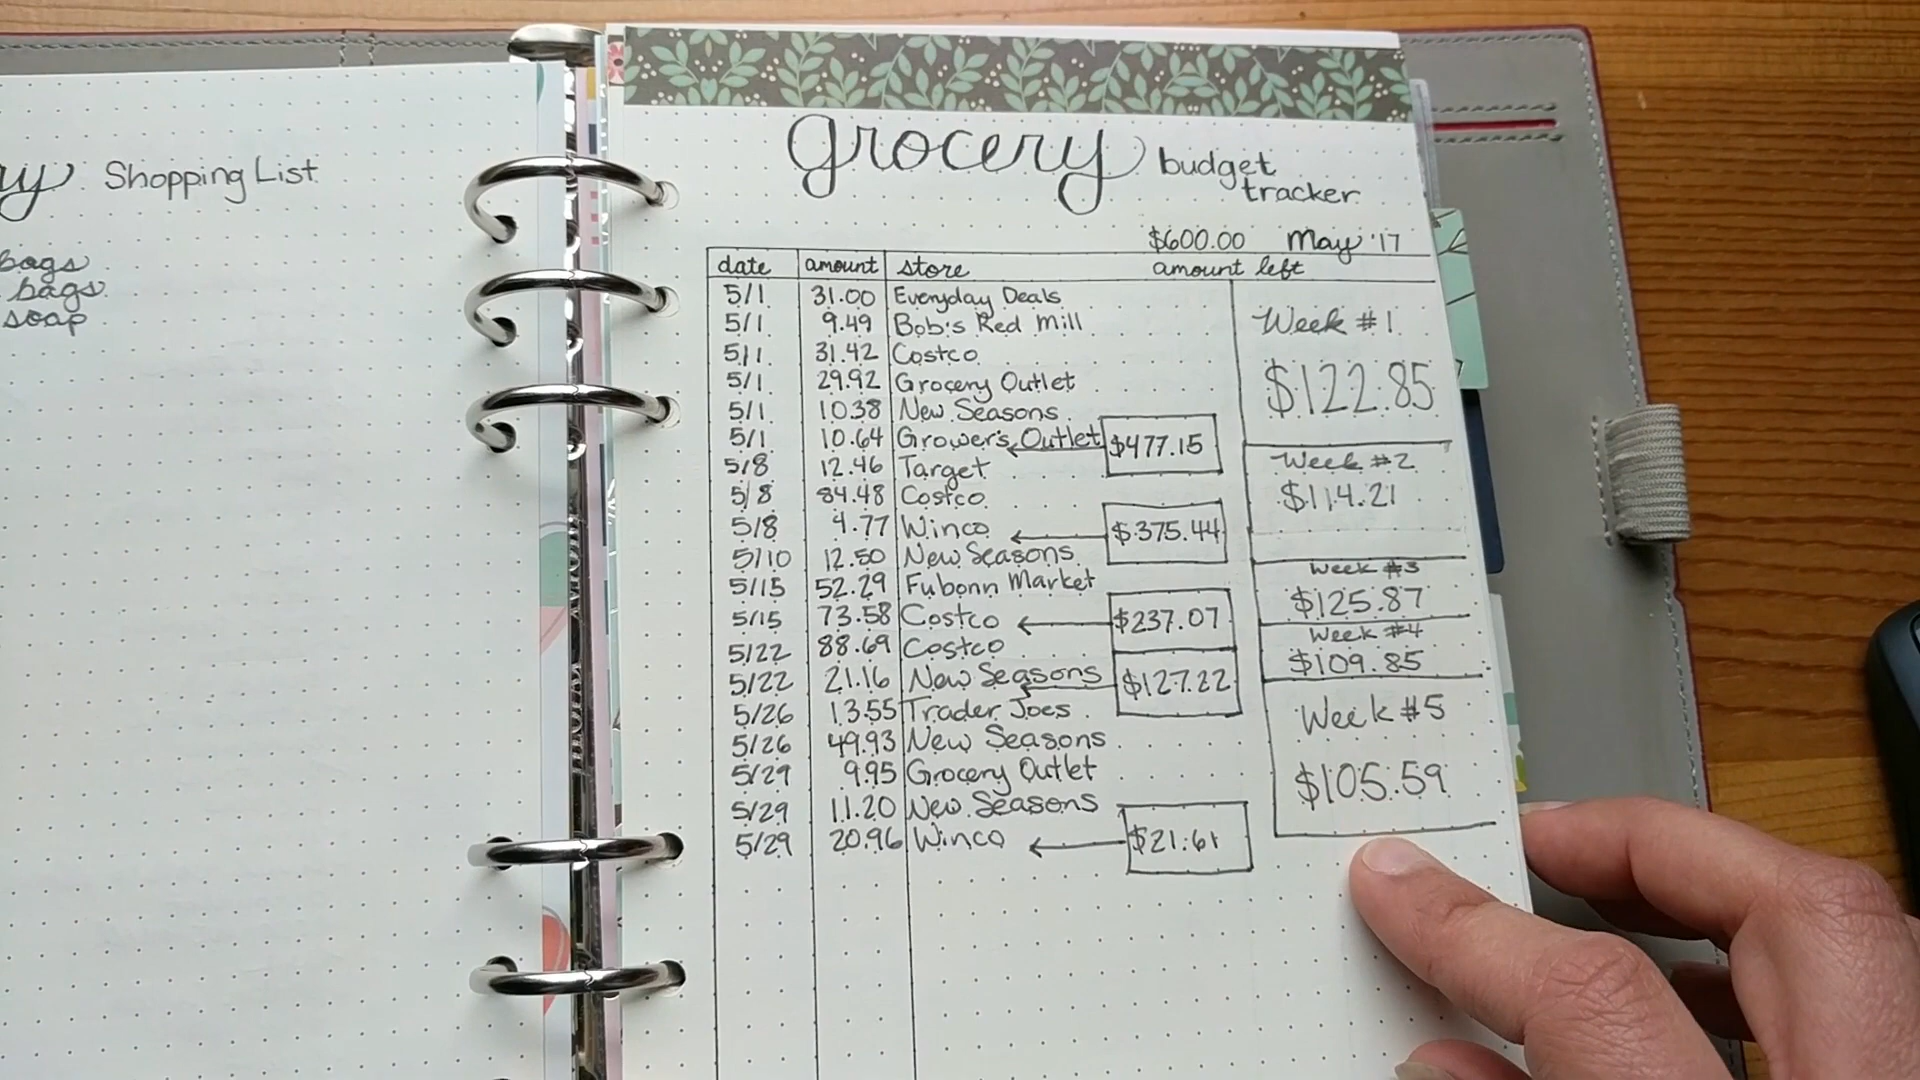 Shopping List
bags
bags
soap
grocery budget
tracker
$600.00 May '17
date amount store amount left
5/1 31.00 Everyday Deals
5/1 9.49 Bob's Red Mill
5/1 31.42 Costco
5/1 29.92 Grocery Outlet
5/1 10.38 New Seasons
5/1 10.64 Grower's Outlet $477.15
5/8 12.46 Target
5/8 84.48 Costco
5/8 4.77 Winco $375.44
5/10 12.50 New Seasons
5/15 52.29 Fubonn Market
5/15 73.58 Costco $237.07
5/22 88.69 Costco
5/22 21.16 New Seasons $127.22
5/26 13.55 Trader Joes
5/26 49.93 New Seasons
5/29 9.95 Grocery Outlet
5/29 11.20 New Seasons
5/29 20.96 Winco $21.61
Week #1
$122.85
Week #2
$114.21
Week #3
$125.87
Week #4
$109.85
Week #5
$105.59